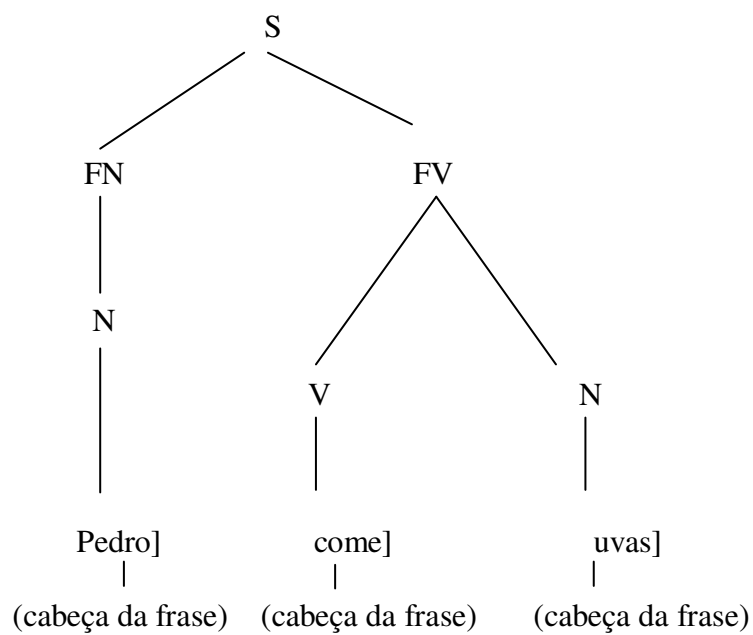 S
FN FV
N
V N
Pedro] come] uvas]
(cabeça da frase) (cabeça da frase) (cabeça da frase)